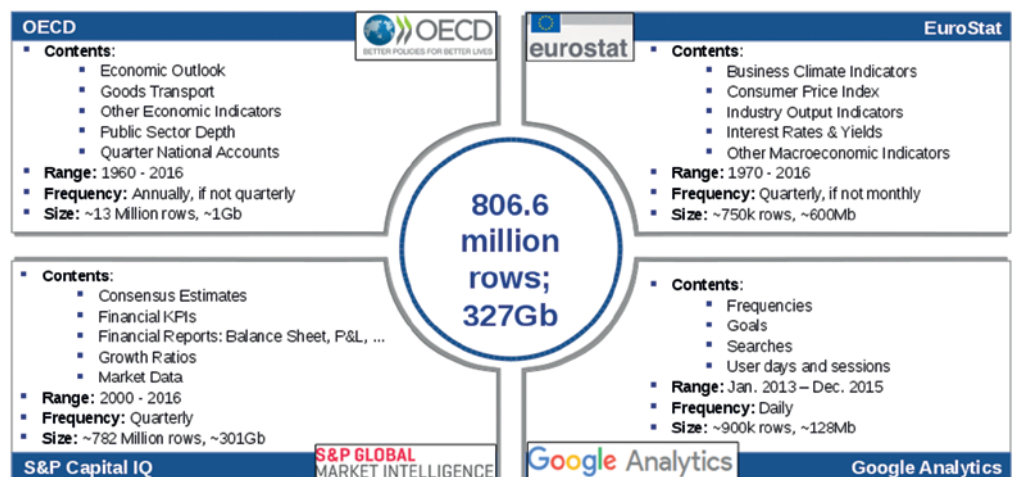 OECD
OECD
BETTER POLICIES FOR BETTER LIVES
Contents:
Economic Outlook
Goods Transport
Other Economic Indicators
Public Sector Depth
Quarter National Accounts
Range: 1960 - 2016
Frequency: Annually, if not quarterly
Size: ~13 Million rows, ~1Gb
eurostat
EuroStat
Contents:
Business Climate Indicators
Consumer Price Index
Industry Output Indicators
Interest Rates & Yields
Other Macroeconomic Indicators
Range: 1970 - 2016
Frequency: Quarterly, if not monthly
Size: ~750k rows, ~600Mb
806.6
million
rows;
327Gb
Contents:
Consensus Estimates
Financial KPIs
Financial Reports: Balance Sheet, P&L, ...
Growth Ratios
Market Data
Range: 2000 - 2016
Frequency: Quarterly
Size: ~782 Million rows, ~301Gb
S&P Capital IQ
S&P GLOBAL
MARKET INTELLIGENCE
Contents:
Frequencies
Goals
Searches
User days and sessions
Range: Jan. 2013 – Dec. 2015
Frequency: Daily
Size: ~900k rows, ~128Mb
Google Analytics
Google Analytics